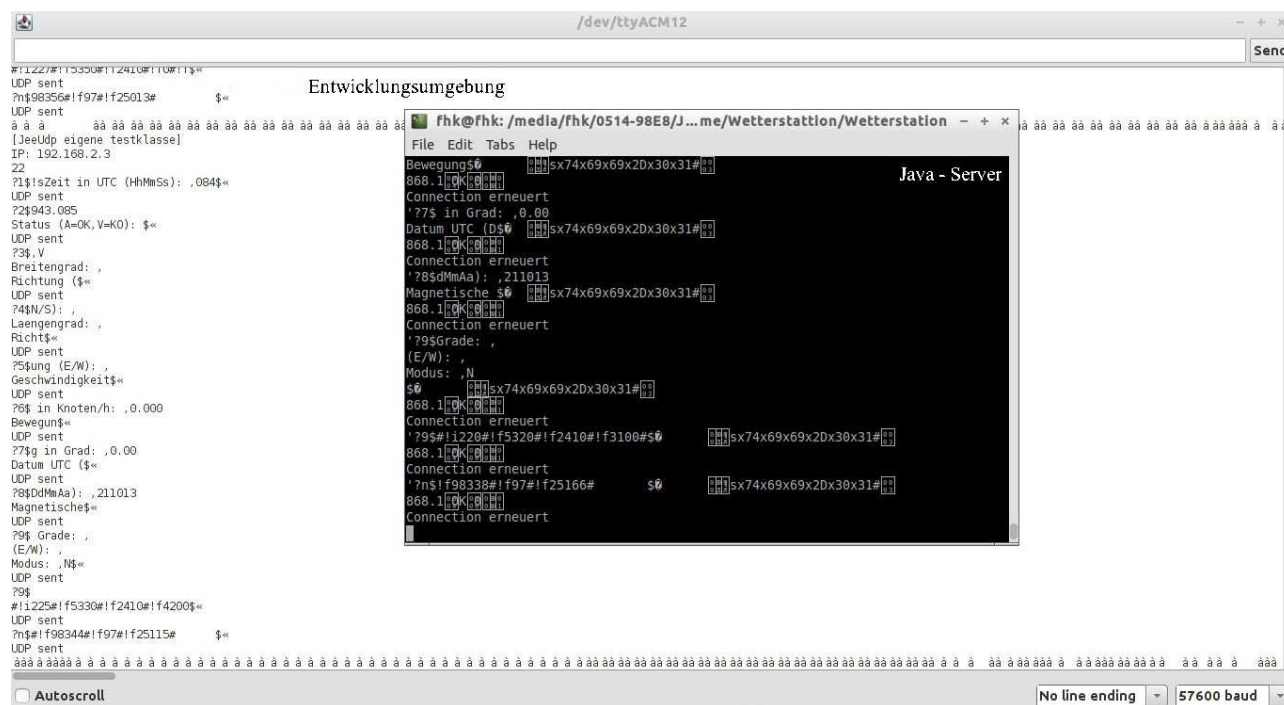 /dev/ttyACM12
Send
#!i227#!f5350#!f2410#!f0#!f$«
UDP sent
?n$98356#!f97#!f25013# $«
UDP sent
[JeeUdp eigene testklasse]
IP: 192.168.2.3
22
?1$!sZeit in UTC (HhMmSs): ,084$«
UDP sent
?2$943.085
Status (A=OK,V=KO): $«
UDP sent
?3$,V
Breitengrad: ,
Richtung ($«
UDP sent
?4$N/S): ,
Laengengrad: ,
Richt$«
UDP sent
?5$ung (E/W): ,
Geschwindigkeit$«
UDP sent
?6$ in Knoten/h: ,0.000
Bewegun$«
UDP sent
?7$g in Grad: ,0.00
Datum UTC ($«
UDP sent
?8$DdMmAa): ,211013
Magnetische$«
UDP sent
?9$ Grade: ,
(E/W): ,
Modus: ,N$«
UDP sent
?9$
#!i225#!f5330#!f2410#!f4200$«
UDP sent
?n$#!f98344#!f97#!f25115# $«
UDP sent
Autoscroll
No line ending
57600 baud
Entwicklungsumgebung
fhk@fhk: /media/fhk/0514-98E8/J...me/Wetterstattion/Wetterstation
File Edit Tabs Help
Java - Server
Bewegung$� sx74x69x69x2Dx30x31#
868.1 OK
Connection erneuert
'?7$ in Grad: ,0.00
Datum UTC (D$� sx74x69x69x2Dx30x31#
868.1 OK
Connection erneuert
'?8$dMmAa): ,211013
Magnetische $� sx74x69x69x2Dx30x31#
868.1 OK
Connection erneuert
'?9$Grade: ,
(E/W): ,
Modus: ,N
$� sx74x69x69x2Dx30x31#
868.1 OK
Connection erneuert
'?9$#!i220#!f5320#!f2410#!f3100#$� sx74x69x69x2Dx30x31#
868.1 OK
Connection erneuert
'?n$!f98338#!f97#!f25166# $� sx74x69x69x2Dx30x31#
868.1 OK
Connection erneuert